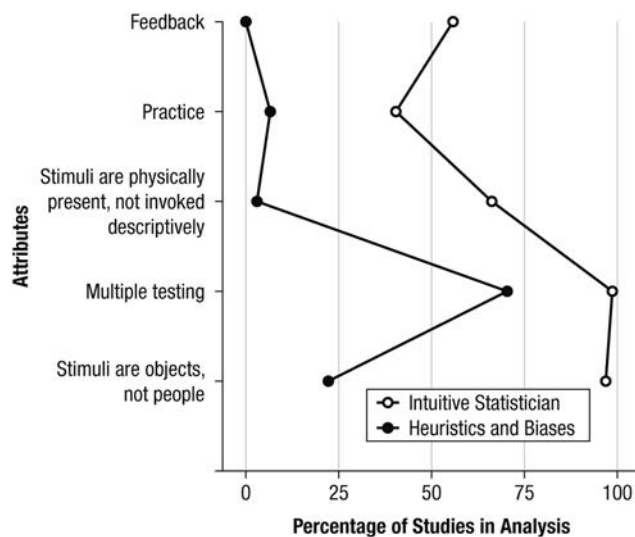 Feedback
Practice
Stimuli are physically
present, not invoked
descriptively
Multiple testing
Stimuli are objects,
not people
Attributes
Intuitive Statistician
Heuristics and Biases
0 25 50 75 100
Percentage of Studies in Analysis